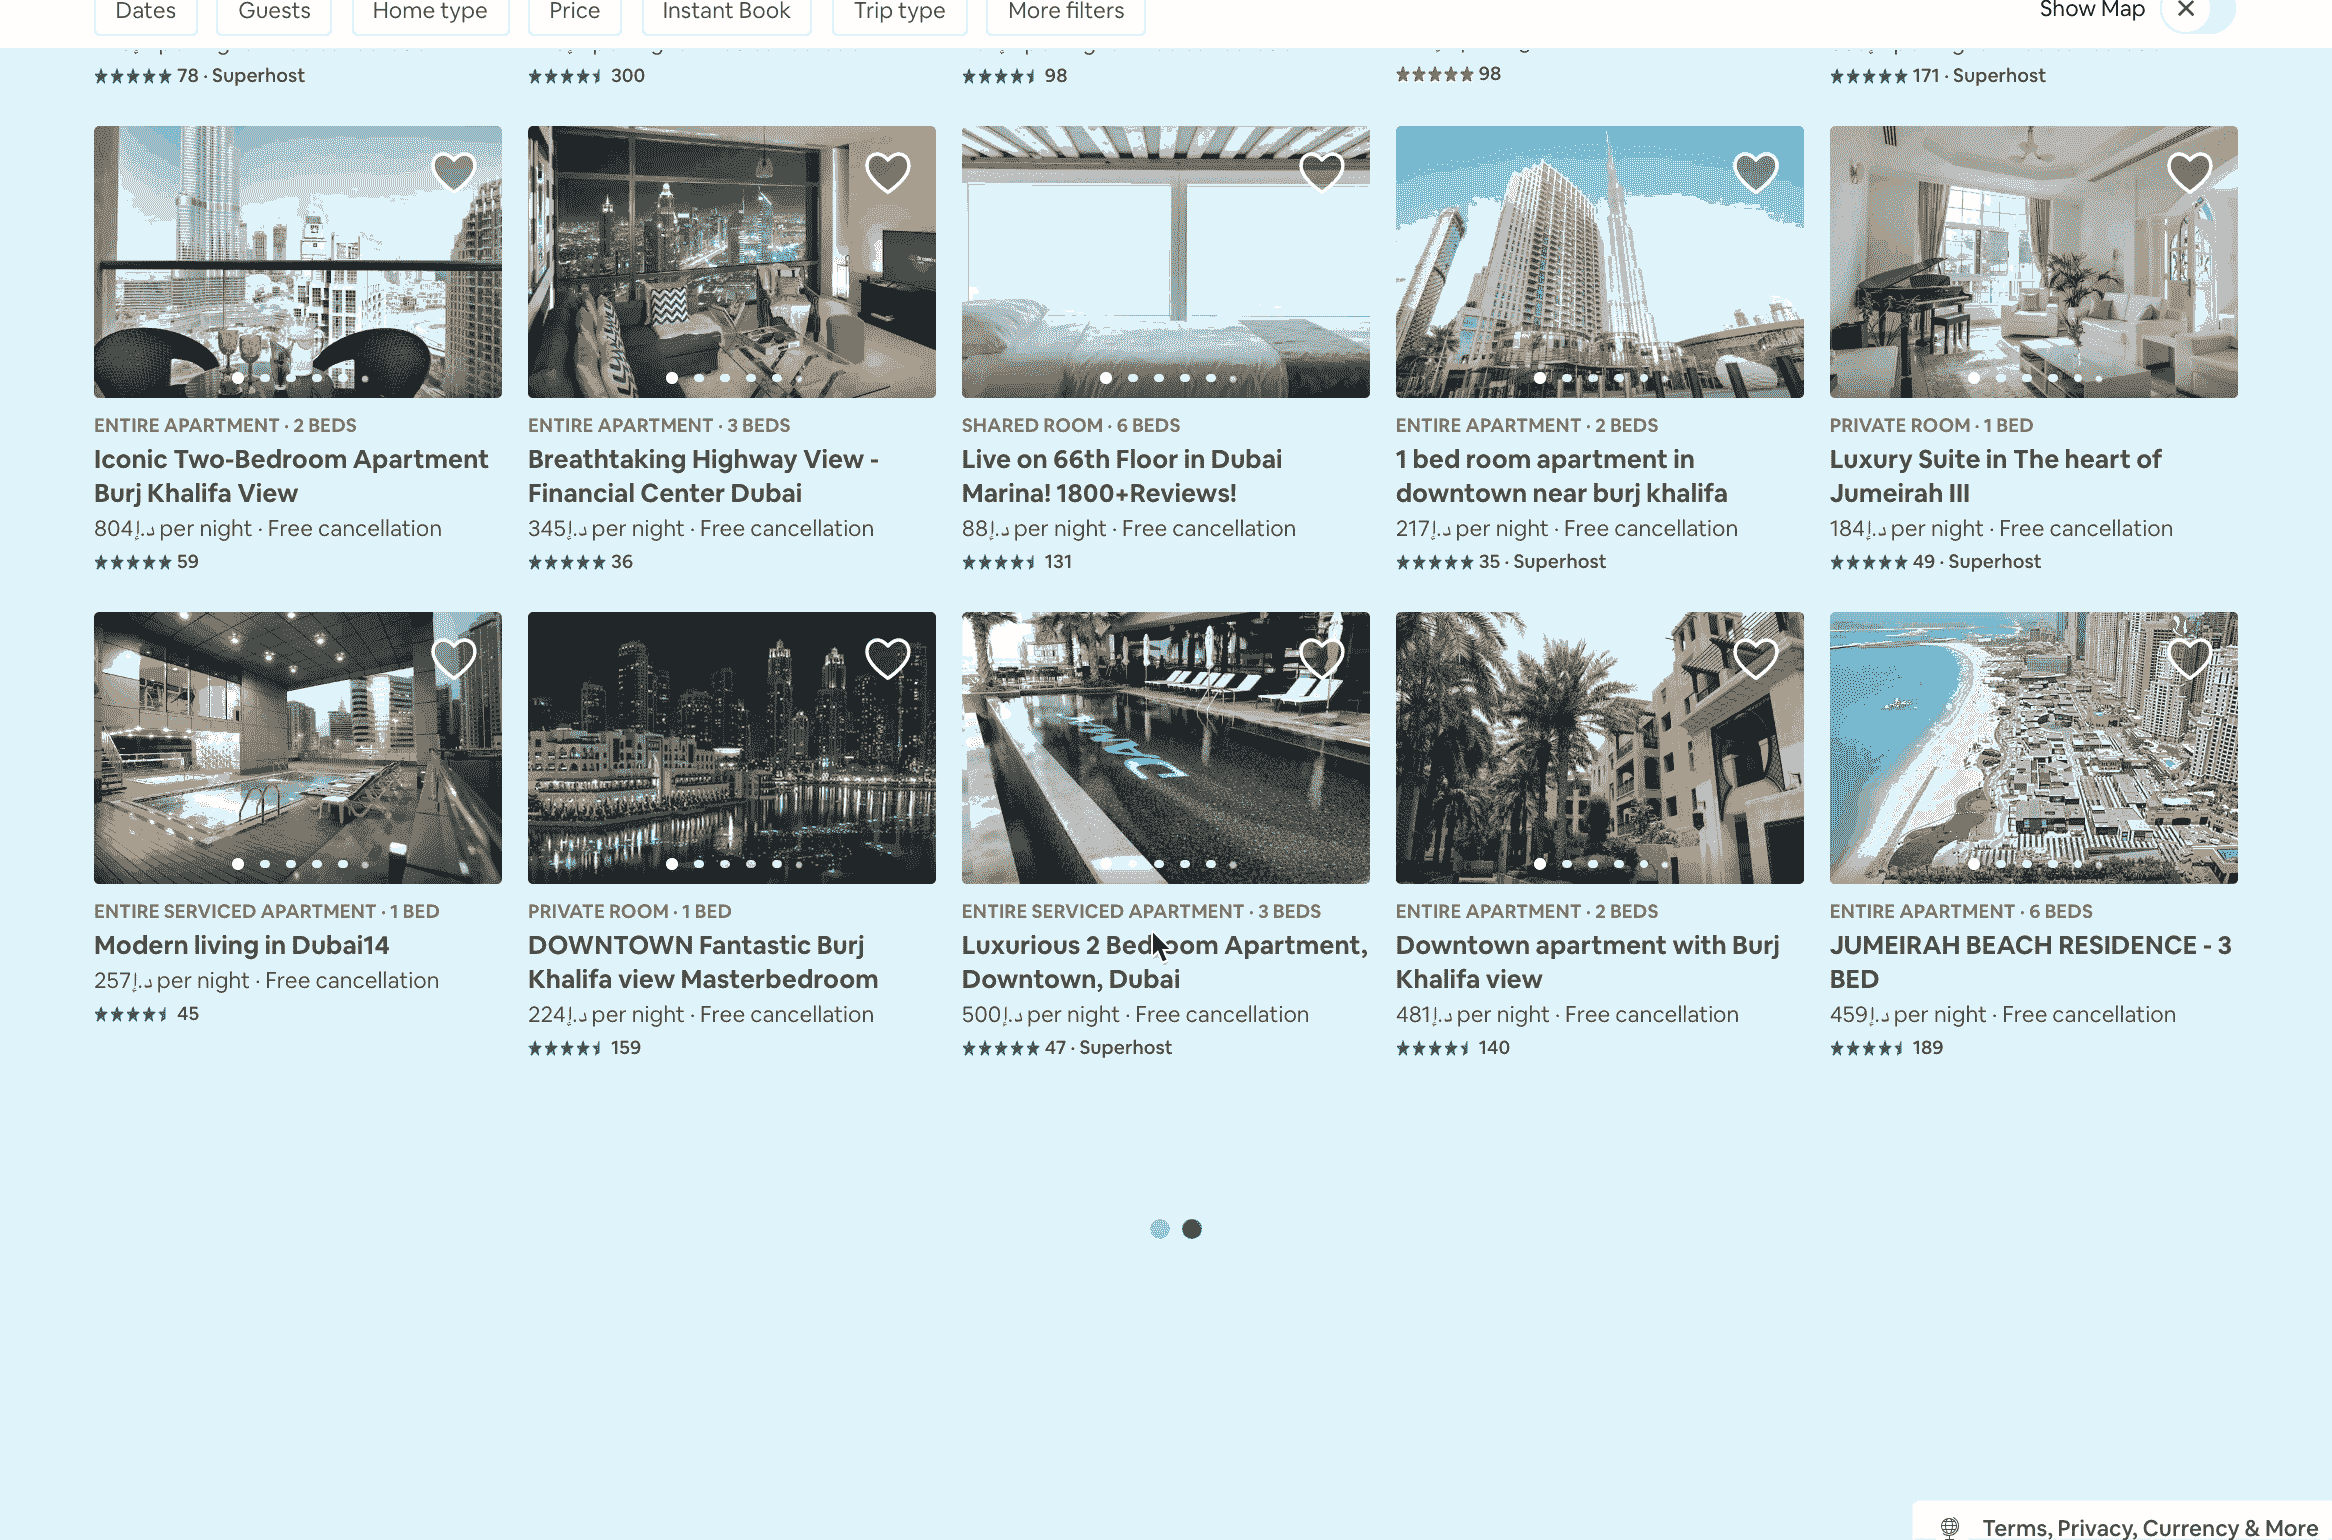 Dates Guests Home type Price Instant Book Trip type More filters Show Map
78 · Superhost
300
98
98
171 · Superhost
ENTIRE APARTMENT · 2 BEDS
Iconic Two-Bedroom Apartment
Burj Khalifa View
804د.إ per night · Free cancellation
59
ENTIRE APARTMENT · 3 BEDS
Breathtaking Highway View -
Financial Center Dubai
345د.إ per night · Free cancellation
36
SHARED ROOM · 6 BEDS
Live on 66th Floor in Dubai
Marina! 1800+Reviews!
88د.إ per night · Free cancellation
131
ENTIRE APARTMENT · 2 BEDS
1 bed room apartment in
downtown near burj khalifa
217د.إ per night · Free cancellation
35 · Superhost
PRIVATE ROOM · 1 BED
Luxury Suite in The heart of
Jumeirah III
184د.إ per night · Free cancellation
49 · Superhost
ENTIRE SERVICED APARTMENT · 1 BED
Modern living in Dubai14
257د.إ per night · Free cancellation
45
PRIVATE ROOM · 1 BED
DOWNTOWN Fantastic Burj
Khalifa view Masterbedroom
224د.إ per night · Free cancellation
159
ENTIRE SERVICED APARTMENT · 3 BEDS
Luxurious 2 Bedroom Apartment,
Downtown, Dubai
500د.إ per night · Free cancellation
47 · Superhost
ENTIRE APARTMENT · 2 BEDS
Downtown apartment with Burj
Khalifa view
481د.إ per night · Free cancellation
140
ENTIRE APARTMENT · 6 BEDS
JUMEIRAH BEACH RESIDENCE - 3
BED
459د.إ per night · Free cancellation
189
Terms, Privacy, Currency & More